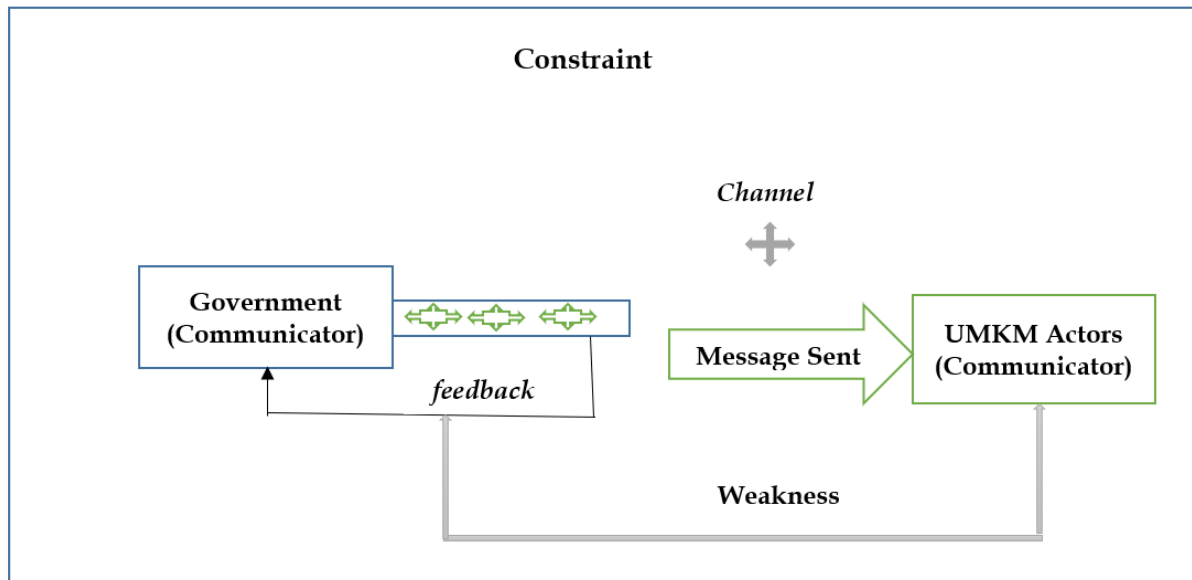 Constraint
Channel
Government
(Communicator)
Message Sent
UMKM Actors
(Communicator)
feedback
Weakness